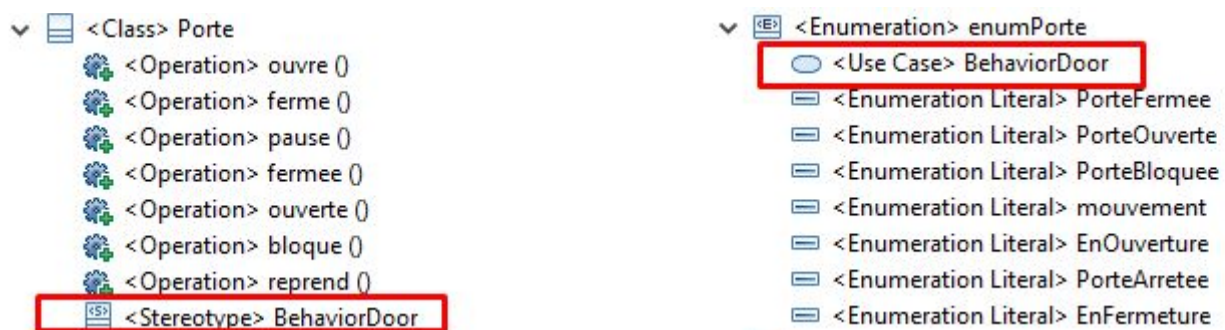 <Class> Porte
<Operation> ouvre ()
<Operation> ferme ()
<Operation> pause ()
<Operation> fermee ()
<Operation> ouverte ()
<Operation> bloque ()
<Operation> reprend ()
<S>
<Stereotype> BehaviorDoor
<E>
<Enumeration> enumPorte
<Use Case> BehaviorDoor
<Enumeration Literal> PorteFermee
<Enumeration Literal> PorteOuverte
<Enumeration Literal> PorteBloquee
<Enumeration Literal> mouvement
<Enumeration Literal> EnOuverture
<Enumeration Literal> PorteArretee
<Enumeration Literal> EnFermeture